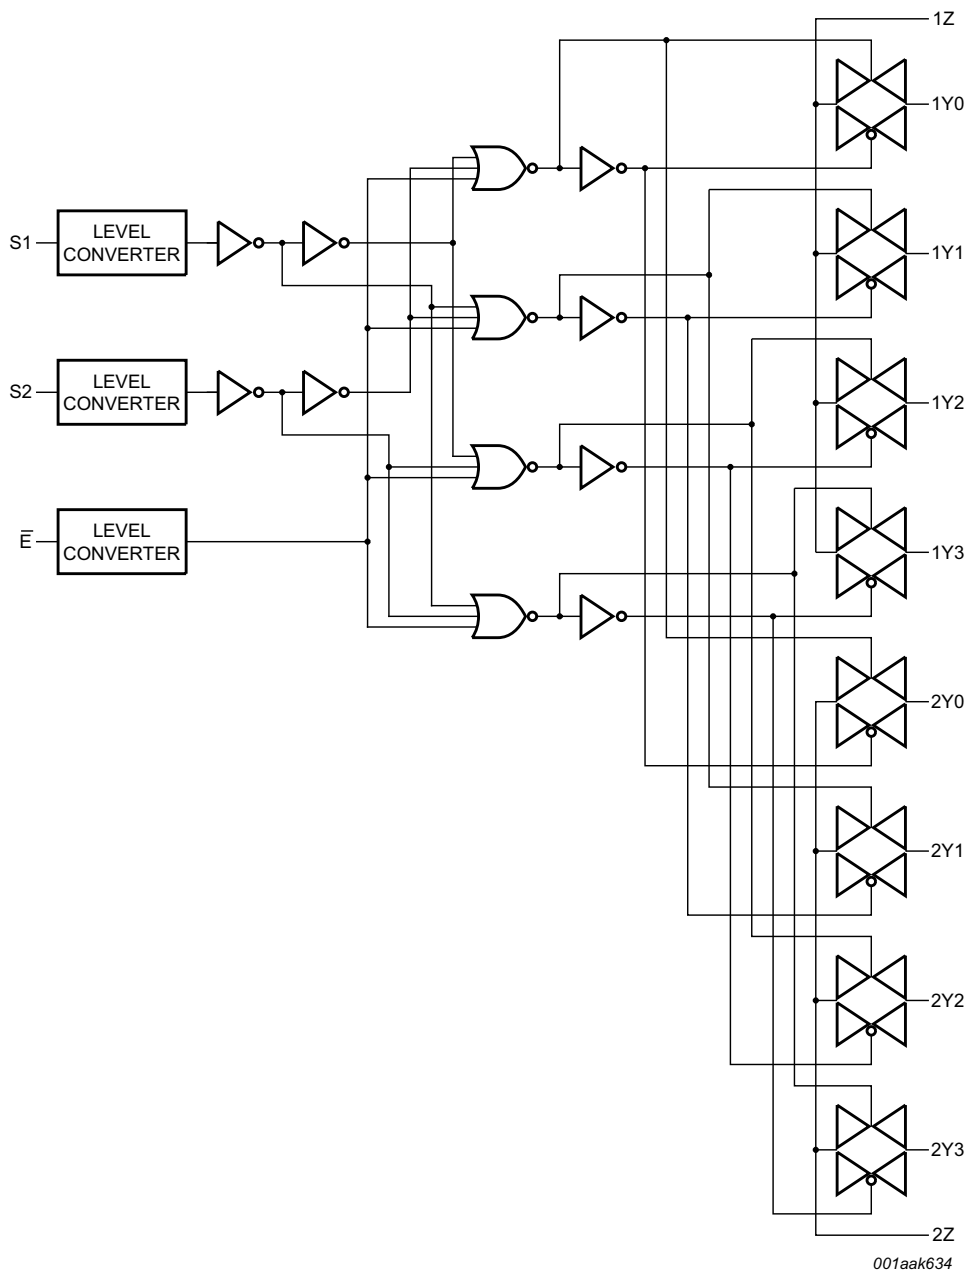 1Z
1Y0
1Y1
S1
LEVEL
CONVERTER
S2
LEVEL
CONVERTER
1Y2
E̅
LEVEL
CONVERTER
1Y3
2Y0
2Y1
2Y2
2Y3
2Z
001aak634